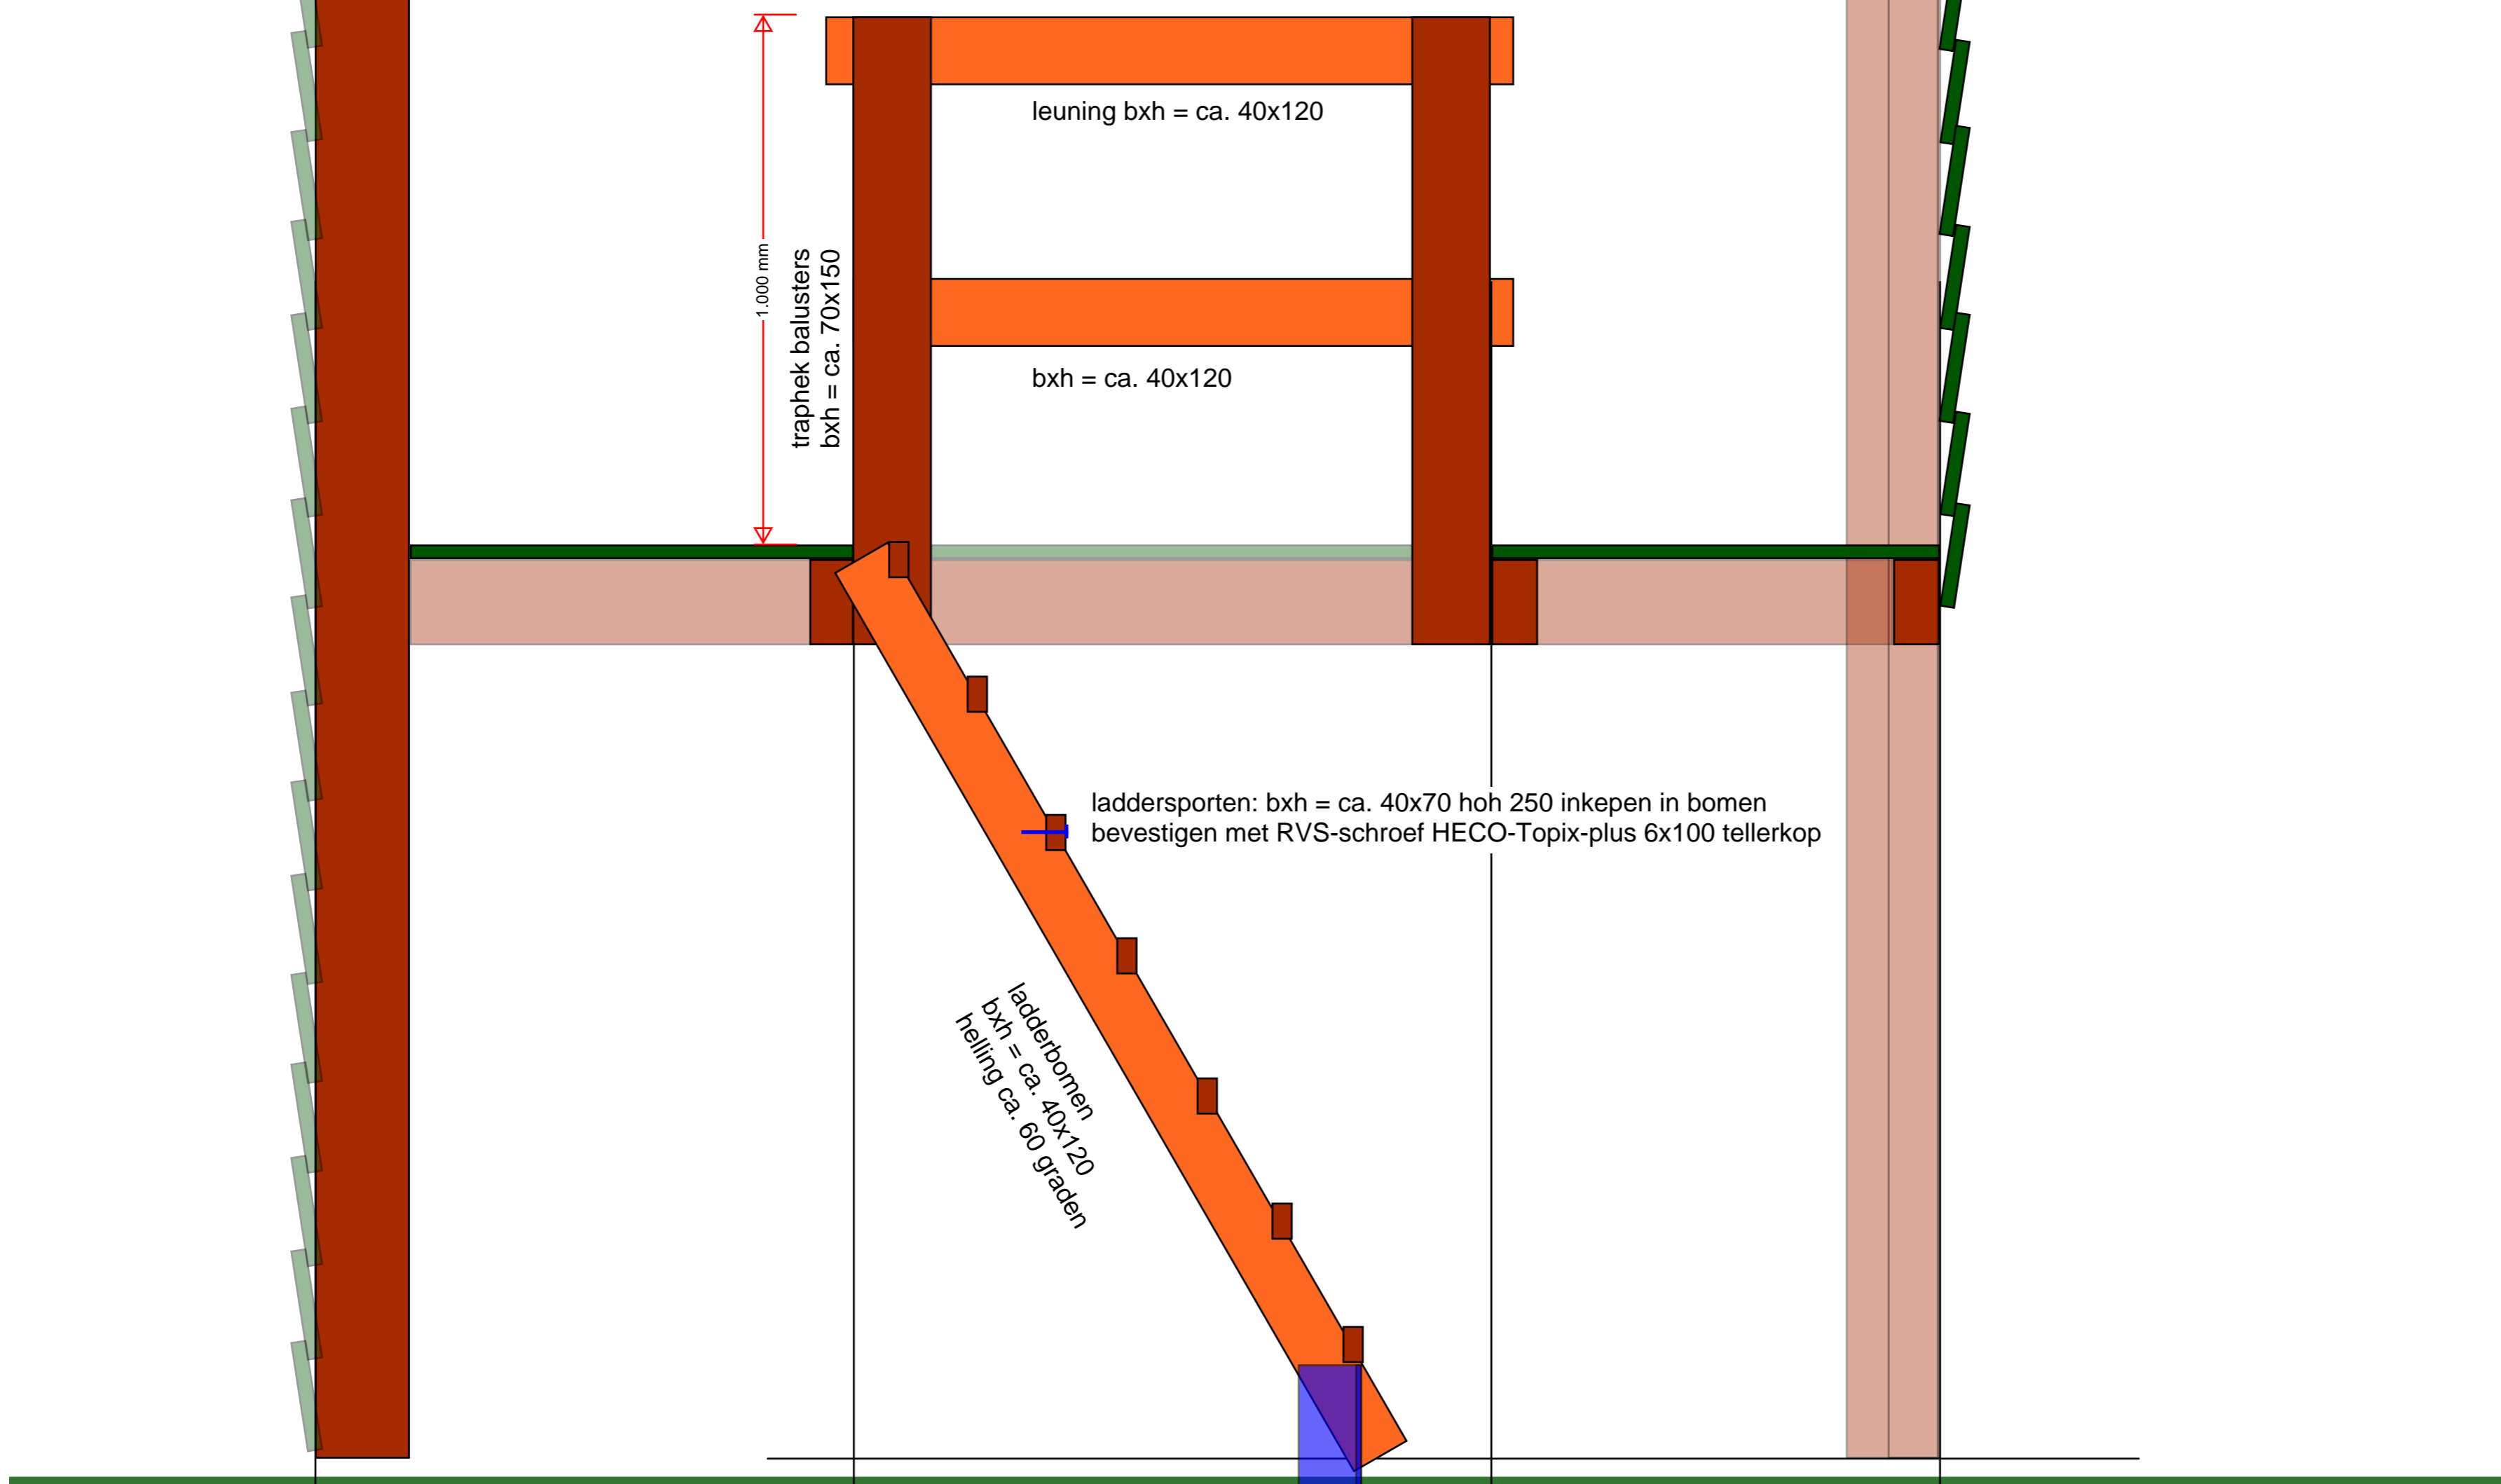 leuning bxh = ca. 40x120
1.000 mm
traphek balusters
bxh = ca. 70x150
bxh = ca. 40x120
laddersporten: bxh = ca. 40x70 hoh 250 inkepen in bomen
bevestigen met RVS-schroef HECO-Topix-plus 6x100 tellerkop
ladderbomen
bxh = ca. 40x120
helling ca. 60 graden